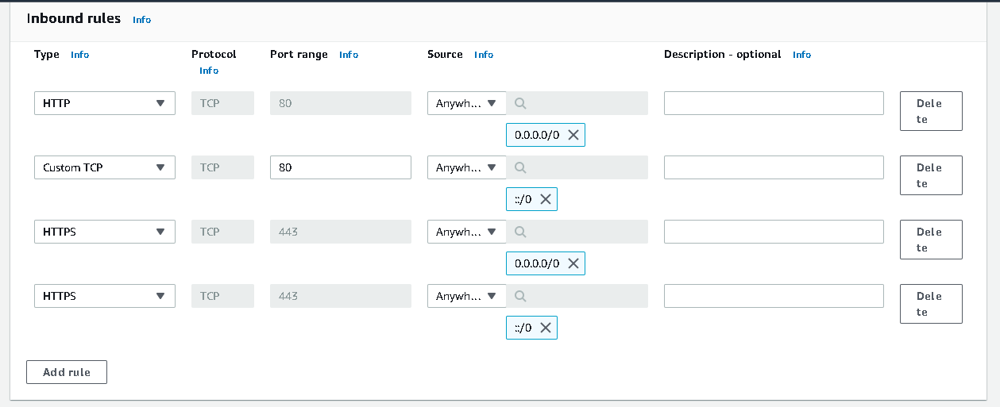 Inbound rules Info
Type Info Protocol Info Port range Info Source Info Description - optional Info
HTTP TCP 80 Anywh... Dele te
0.0.0.0/0
Custom TCP TCP 80 Anywh... Dele te
::/0
HTTPS TCP 443 Anywh... Dele te
0.0.0.0/0
HTTPS TCP 443 Anywh... Dele te
::/0
Add rule